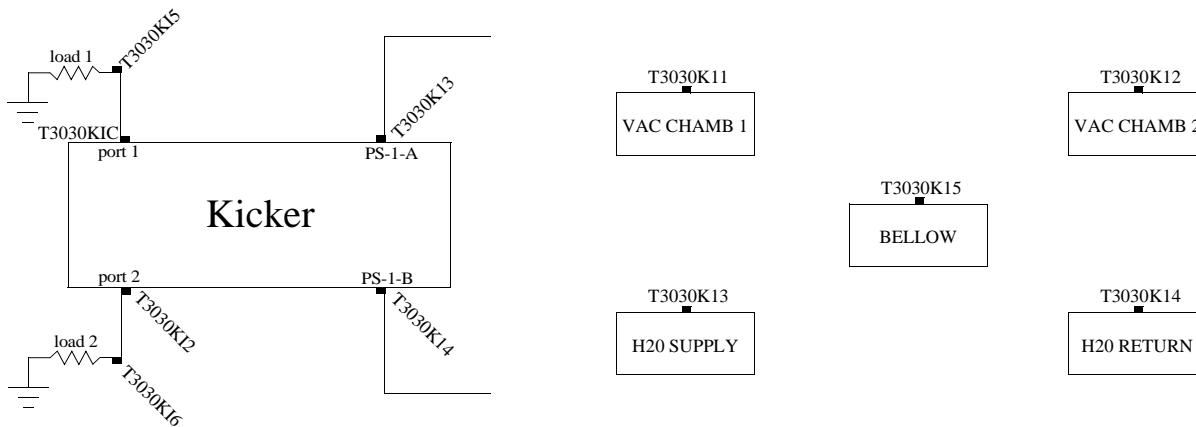 load 1
T3030KI5
T3030KIC
port 1
T3030K13
PS-1-A
Kicker
port 2
PS-1-B
T3030KI2
T3030K14
load 2
T3030KI6
T3030K11
VAC CHAMB 1
T3030K12
VAC CHAMB 2
T3030K15
BELLOW
T3030K13
H20 SUPPLY
T3030K14
H20 RETURN